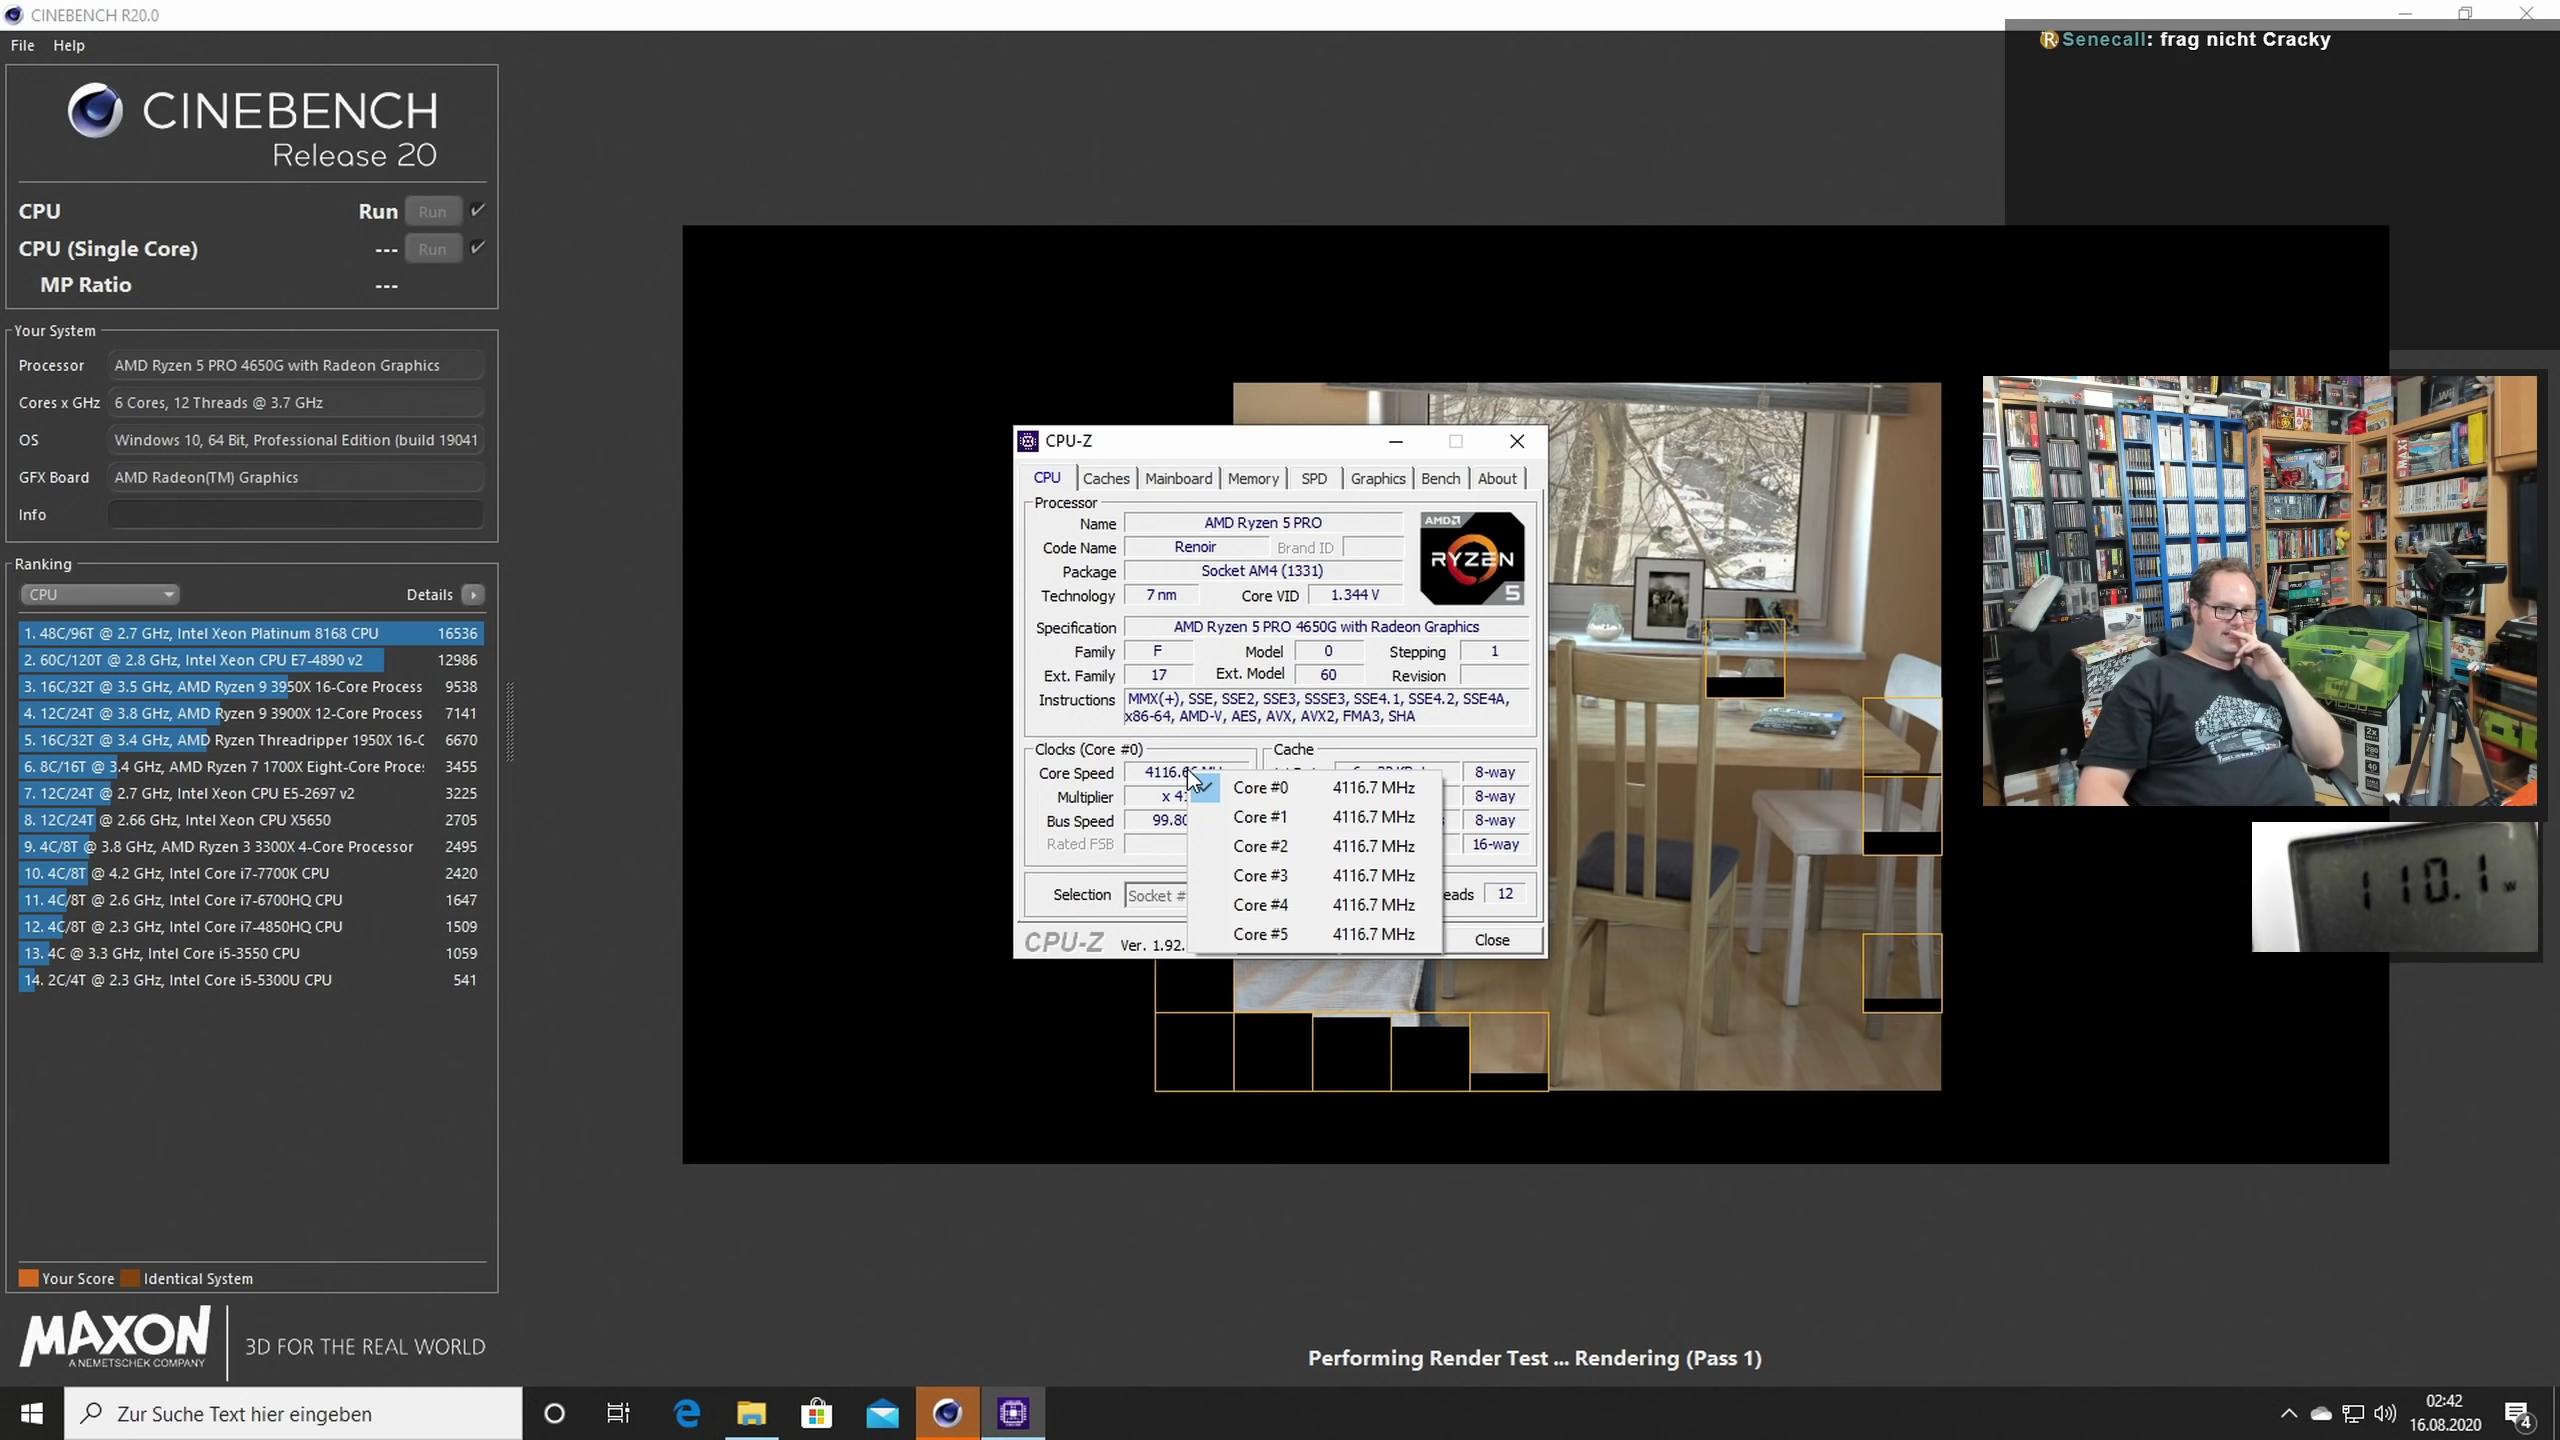 CINEBENCH R20.0
File Help
CINEBENCH
Release 20
CPU Run Run
CPU (Single Core) --- Run
MP Ratio ---
Your System
Processor AMD Ryzen 5 PRO 4650G with Radeon Graphics
Cores x GHz 6 Cores, 12 Threads @ 3.7 GHz
OS Windows 10, 64 Bit, Professional Edition (build 19041
GFX Board AMD Radeon(TM) Graphics
Info
Ranking
CPU Details
1. 48C/96T @ 2.7 GHz, Intel Xeon Platinum 8168 CPU 16536
2. 60C/120T @ 2.8 GHz, Intel Xeon CPU E7-4890 v2 12986
3. 16C/32T @ 3.5 GHz, AMD Ryzen 9 3950X 16-Core Process 9538
4. 12C/24T @ 3.8 GHz, AMD Ryzen 9 3900X 12-Core Process 7141
5. 16C/32T @ 3.4 GHz, AMD Ryzen Threadripper 1950X 16-C 6670
6. 8C/16T @ 3.4 GHz, AMD Ryzen 7 1700X Eight-Core Proce: 3455
7. 12C/24T @ 2.7 GHz, Intel Xeon CPU E5-2697 v2 3225
8. 12C/24T @ 2.66 GHz, Intel Xeon CPU X5650 2705
9. 4C/8T @ 3.8 GHz, AMD Ryzen 3 3300X 4-Core Processor 2495
10. 4C/8T @ 4.2 GHz, Intel Core i7-7700K CPU 2420
11. 4C/8T @ 2.6 GHz, Intel Core i7-6700HQ CPU 1647
12. 4C/8T @ 2.3 GHz, Intel Core i7-4850HQ CPU 1509
13. 4C @ 3.3 GHz, Intel Core i5-3550 CPU 1059
14. 2C/4T @ 2.3 GHz, Intel Core i5-5300U CPU 541
Your Score Identical System
MAXON
A NEMETSCHEK COMPANY
3D FOR THE REAL WORLD
Senecall: frag nicht Cracky
CPU-Z
CPU Caches Mainboard Memory SPD Graphics Bench About
Processor
Name AMD Ryzen 5 PRO
Code Name Renoir Brand ID
Package Socket AM4 (1331)
Technology 7 nm Core VID 1.344 V
AMD
RYZEN
5
Specification AMD Ryzen 5 PRO 4650G with Radeon Graphics
Family F Model 0 Stepping 1
Ext. Family 17 Ext. Model 60 Revision
Instructions MMX(+), SSE, SSE2, SSE3, SSSE3, SSE4.1, SSE4.2, SSE4A,
x86-64, AMD-V, AES, AVX, AVX2, FMA3, SHA
Clocks (Core #0) Cache
Core Speed 4116. 8-way
Multiplier x 41 8-way
Bus Speed 99.80 8-way
Rated FSB 16-way
Core #0 4116.7 MHz
Core #1 4116.7 MHz
Core #2 4116.7 MHz
Core #3 4116.7 MHz
Core #4 4116.7 MHz
Core #5 4116.7 MHz
Selection Socket # eads 12
CPU-Z Ver. 1.92. Close
110.1 w
Performing Render Test ... Rendering (Pass 1)
Zur Suche Text hier eingeben
02:42
16.08.2020
4